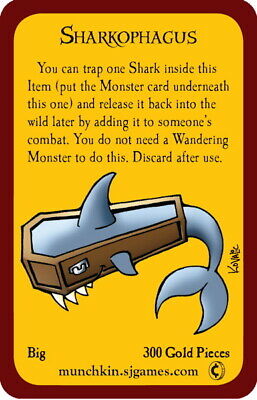 Sharkophagus
You can trap one Shark inside this
Item (put the Monster card underneath
this one) and release it back into the
wild later by adding it to someone's
combat. You do not need a Wandering
Monster to do this. Discard after use.
Kovalic
Big 300 Gold Pieces
munchkin.sjgames.com